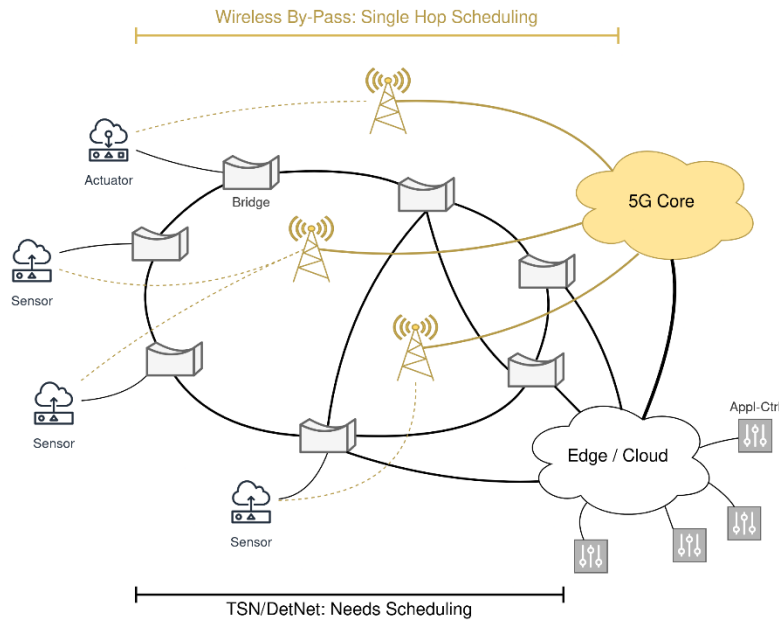 Wireless By-Pass: Single Hop Scheduling
Actuator
Bridge
5G Core
Sensor
Sensor
Appl-Ctrl
Edge / Cloud
Sensor
TSN/DetNet: Needs Scheduling